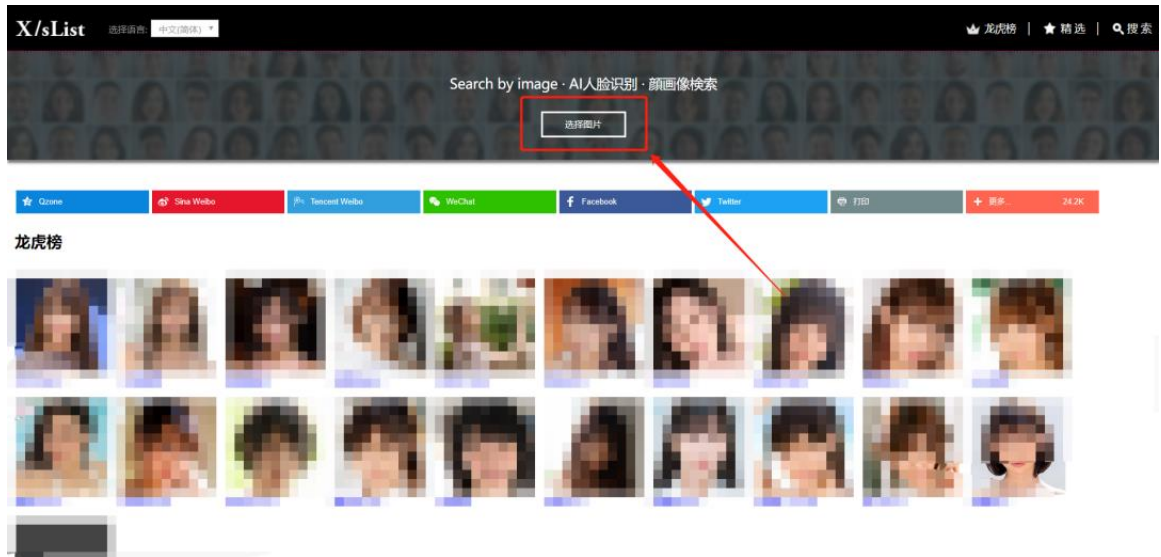 X/sList 选择语言: 中文(简体) 龙虎榜 | 精选 | 搜索
Search by image · AI人脸识别 · 顔画像検索
选择图片
Qzone Sina Weibo Tencent Weibo WeChat Facebook Twitter 打印 更多... 24.2K
龙虎榜